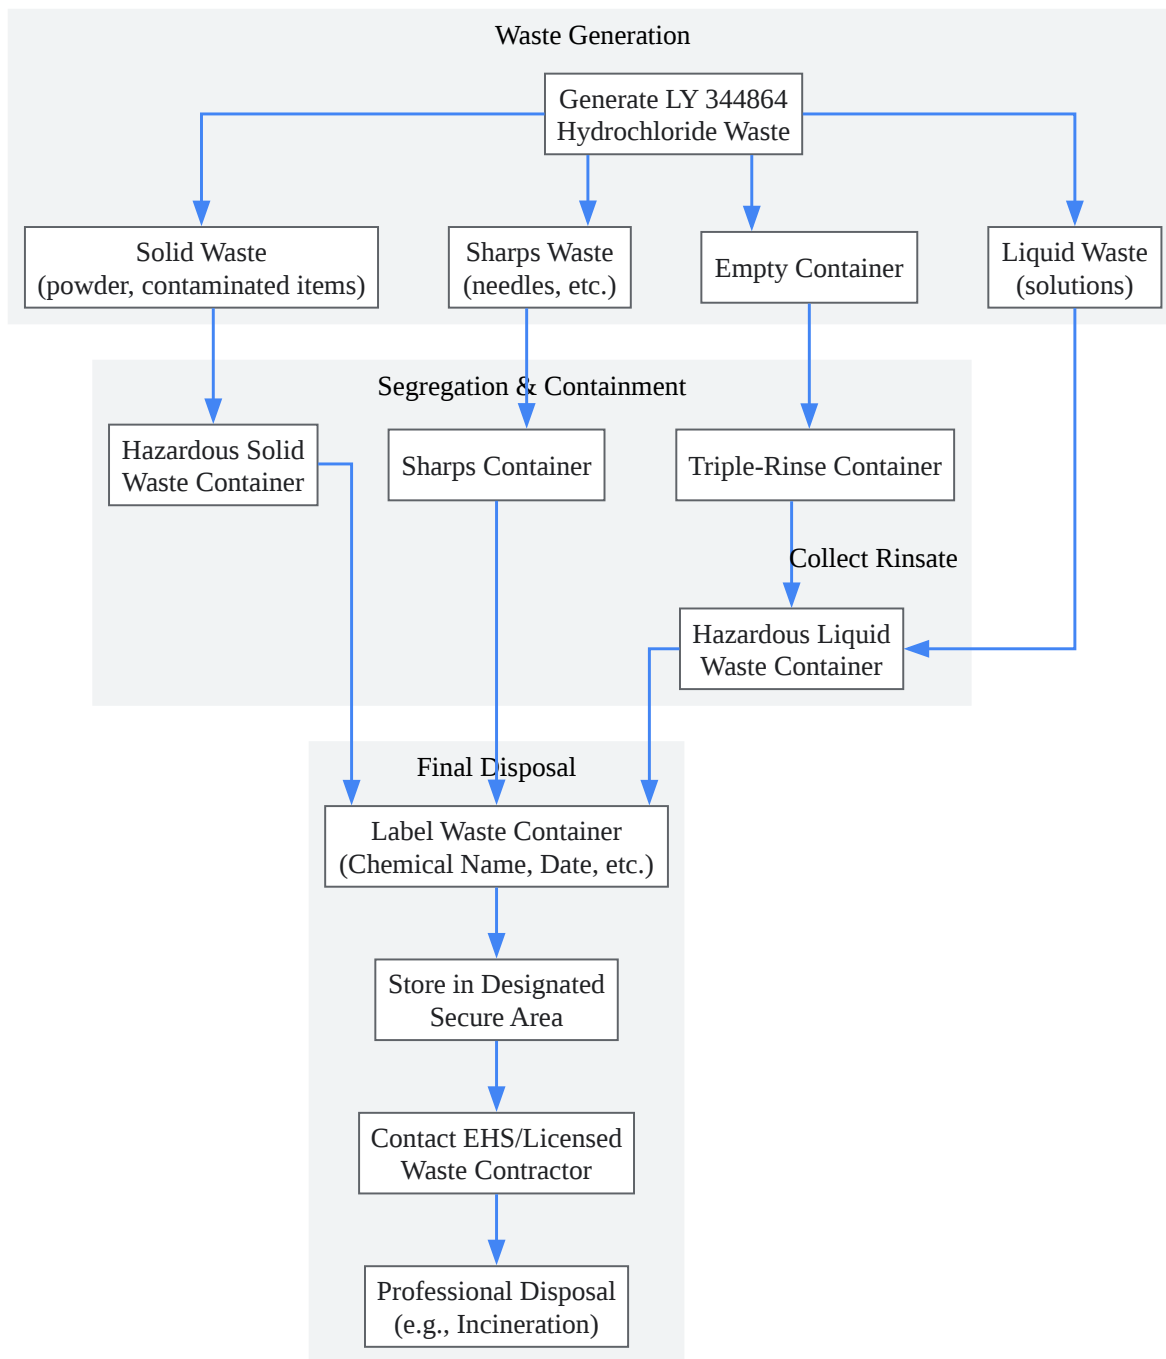 Waste Generation
Generate LY 344864
Hydrochloride Waste
Solid Waste
(powder, contaminated items)
Sharps Waste
(needles, etc.)
Empty Container
Liquid Waste
(solutions)
Segregation & Containment
Hazardous Solid
Waste Container
Sharps Container
Triple-Rinse Container
Collect Rinsate
Hazardous Liquid
Waste Container
Final Disposal
Label Waste Container
(Chemical Name, Date, etc.)
Store in Designated
Secure Area
Contact EHS/Licensed
Waste Contractor
Professional Disposal
(e.g., Incineration)